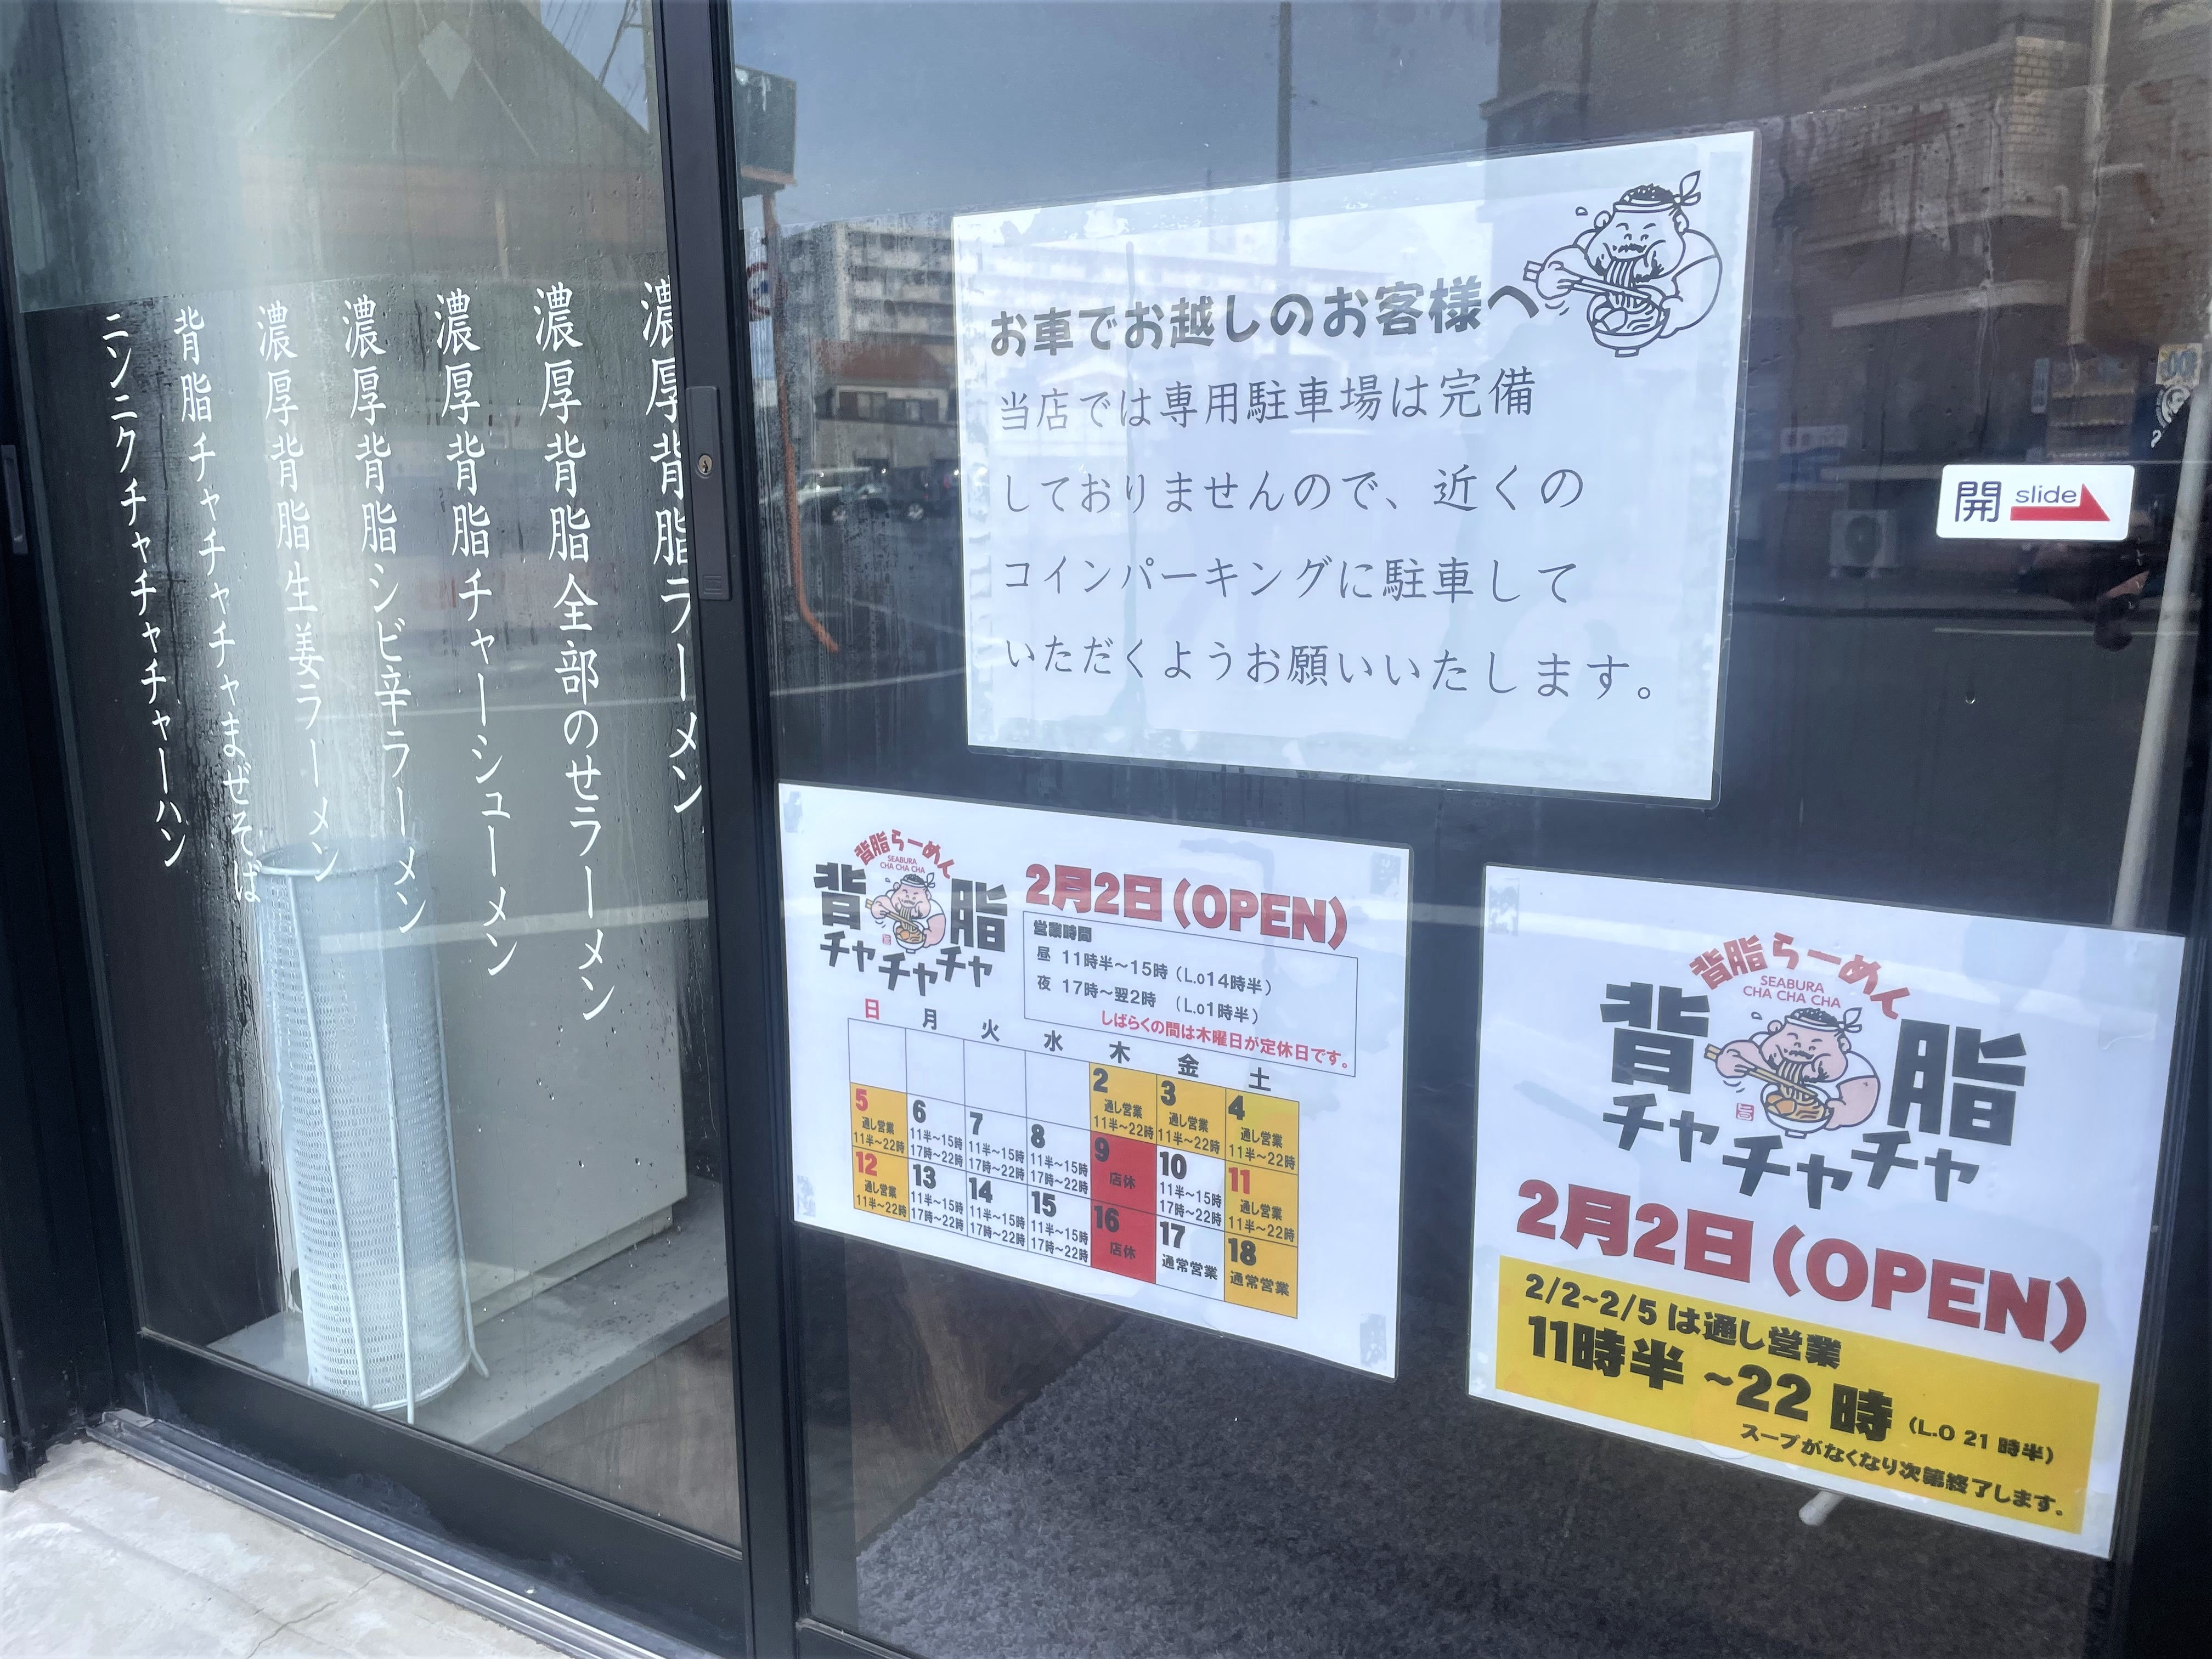 濃厚背脂ラーメン
濃厚背脂全部のせラーメン
濃厚背脂チャーシューメン
濃厚背脂シビ辛ラーメン
濃厚背脂生姜ラーメン
背脂チャチャチャまぜそば
ニンニクチャチャチャーハン
お車でお越しのお客様へ
当店では専用駐車場は完備
しておりませんので、近くの
コインパーキングに駐車して
いただくようお願いいたします。
開 slide
背脂らーめん
SEABURA
CHA CHA CHA
背脂
チャチャチャ
2月2日(OPEN)
営業時間
昼 11時半～15時(L.o14時半)
夜 17時～翌2時 (L.o1時半)
しばらくの間は木曜日が定休日です。
日 月 火 水 木 金 土
2 3 4
通し営業 通し営業 通し営業
11半～22時 11半～22時 11半～22時
5 6 7 8 9 10 11
通し営業 11半～15時 11半～15時 11半～15時 店休 11半～15時 通し営業
11半～22時 17時～22時 17時～22時 17時～22時 17時～22時 11半～22時
12 13 14 15 16 17 18
通し営業 11半～15時 11半～15時 11半～15時 店休 通常営業 通常営業
11半～22時 17時～22時 17時～22時 17時～22時
背脂らーめん
SEABURA
CHA CHA CHA
背脂
チャチャチャ
2月2日(OPEN)
2/2~2/5は通し営業
11時半~22時 (L.O 21時半)
スープがなくなり次第終了します。